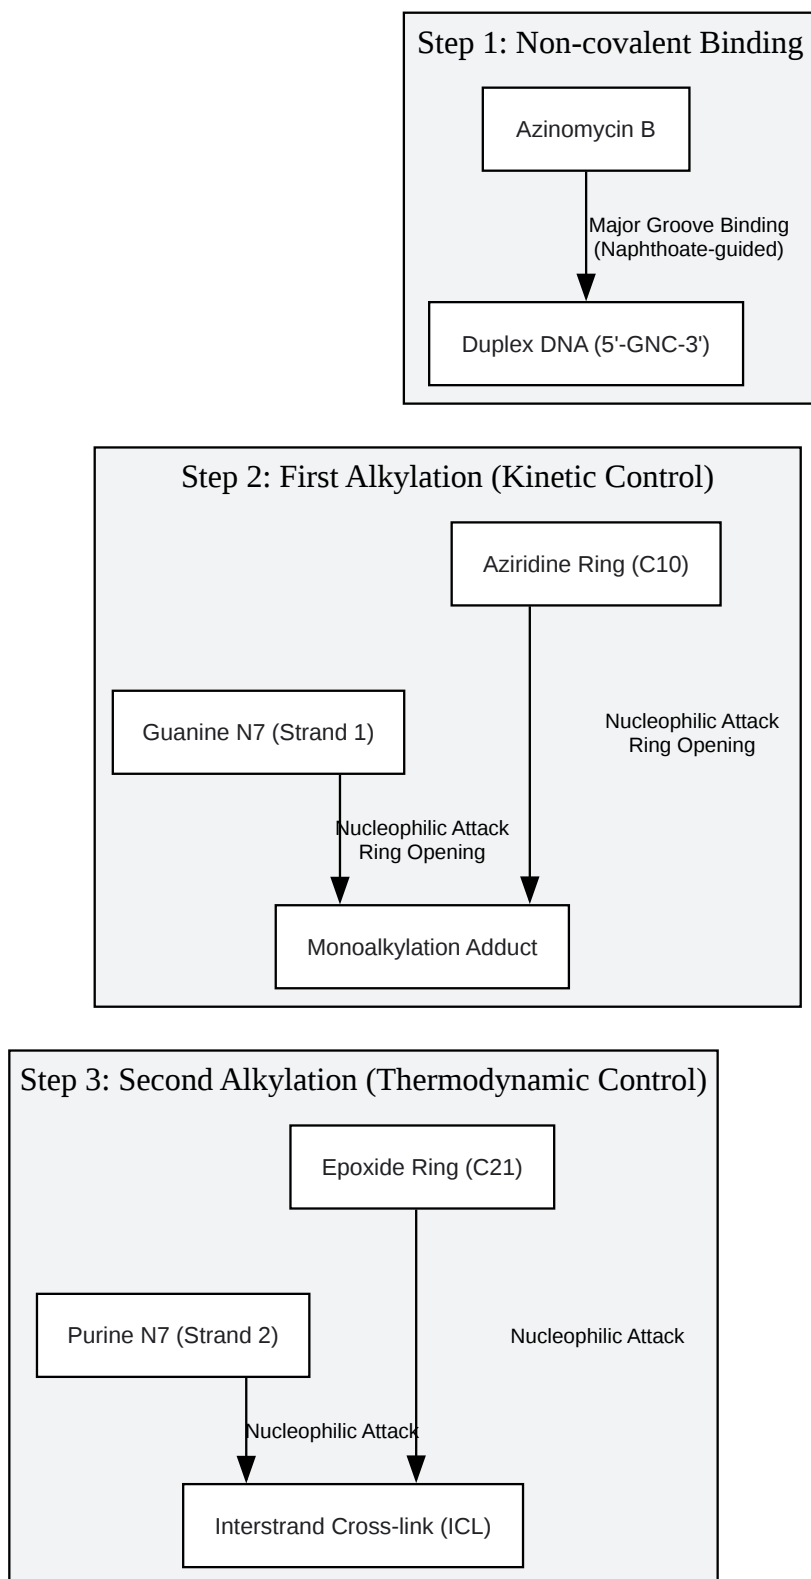 Step 1: Non-covalent Binding
Azinomycin B
Major Groove Binding
(Naphthoate-guided)
Duplex DNA (5'-GNC-3')
Step 2: First Alkylation (Kinetic Control)
Aziridine Ring (C10)
Guanine N7 (Strand 1)
Nucleophilic Attack
Ring Opening
Nucleophilic Attack
Ring Opening
Monoalkylation Adduct
Step 3: Second Alkylation (Thermodynamic Control)
Epoxide Ring (C21)
Purine N7 (Strand 2)
Nucleophilic Attack
Nucleophilic Attack
Interstrand Cross-link (ICL)